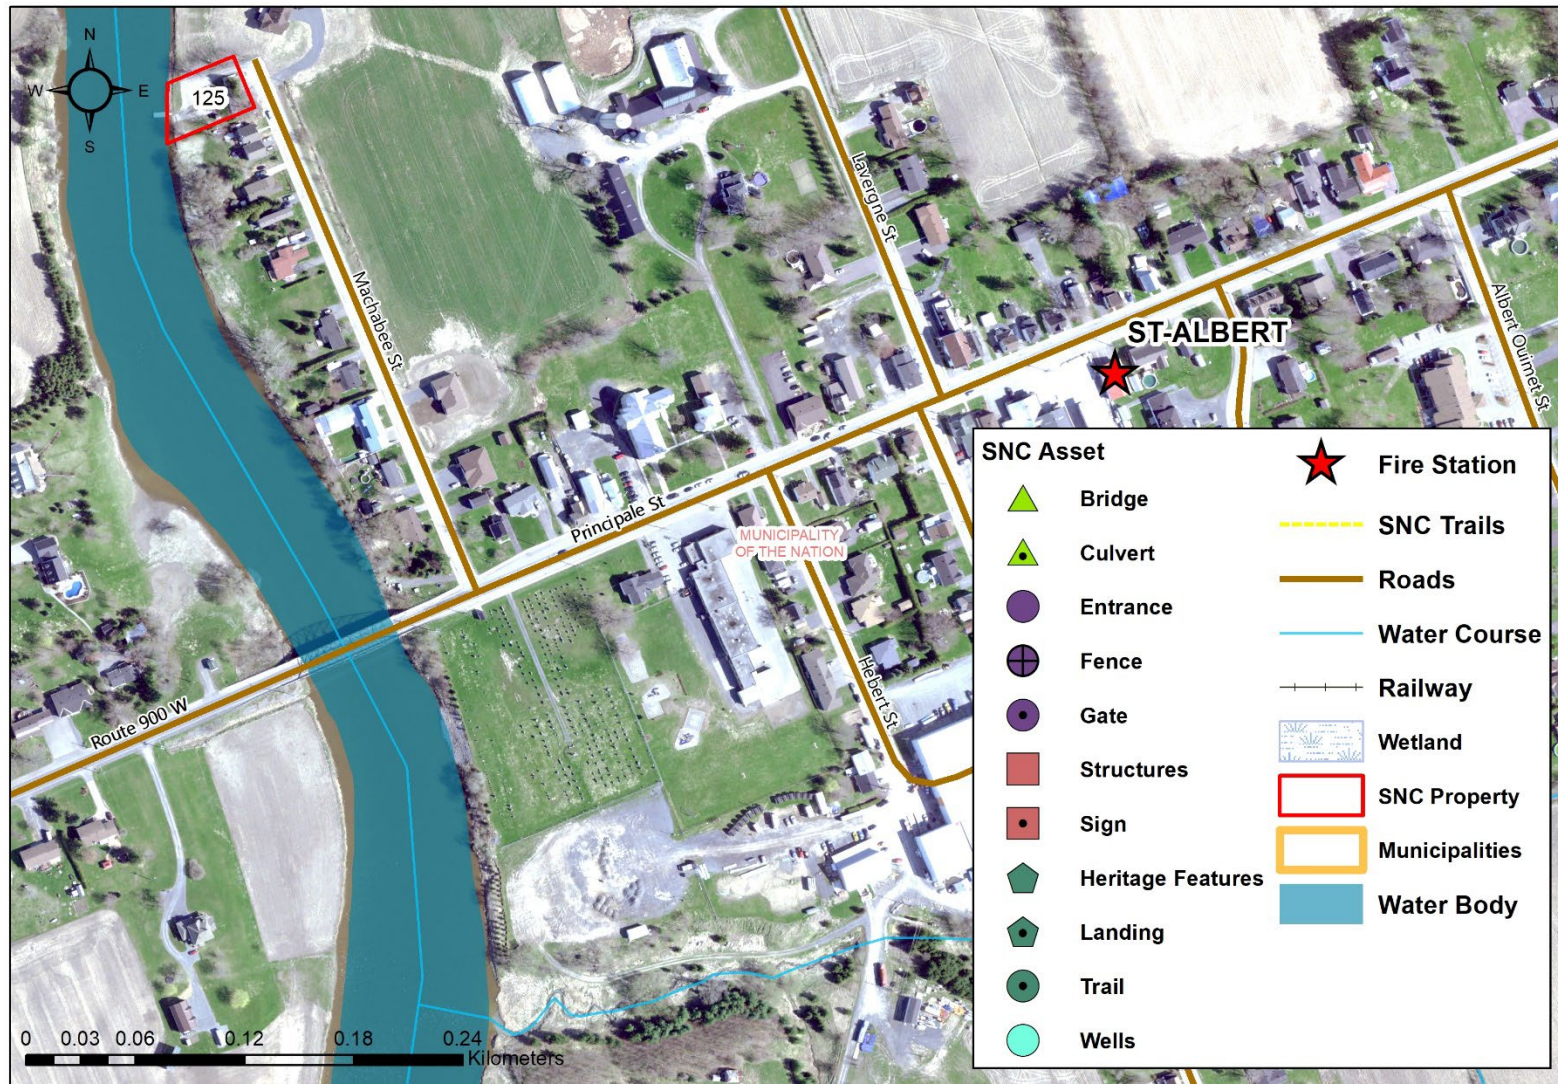 N
W
E
S
125
Machabee St
Lavergne St
ST-ALBERT
Albert Ouimet St
Principale St
MUNICIPALITY
OF THE NATION
Hebert St
Route 900 W
0 0.03 0.06 0.12 0.18 0.24
Kilometers
SNC Asset
Bridge
Culvert
Entrance
Fence
Gate
Structures
Sign
Heritage Features
Landing
Trail
Wells
Fire Station
SNC Trails
Roads
Water Course
Railway
Wetland
SNC Property
Municipalities
Water Body